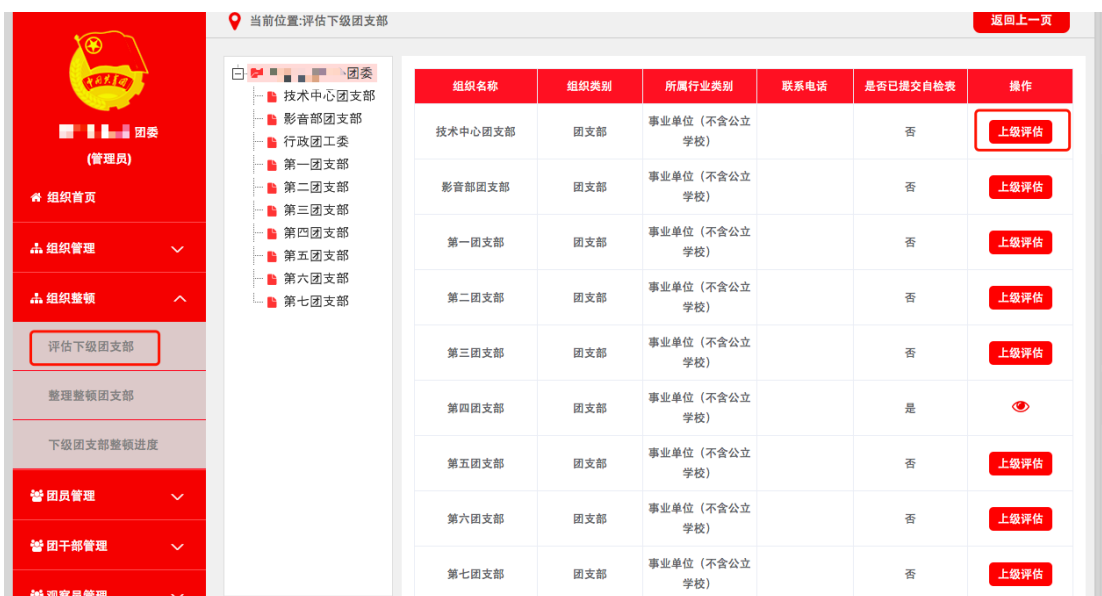 当前位置:评估下级团支部
返回上一页
团委
(管理员)
组织首页
组织管理
组织整顿
评估下级团支部
整理整顿团支部
下级团支部整顿进度
团员管理
团干部管理
团委
技术中心团支部
影音部团支部
行政团工委
第一团支部
第二团支部
第三团支部
第四团支部
第五团支部
第六团支部
第七团支部
组织名称 组织类别 所属行业类别 联系电话 是否已提交自检表 操作
技术中心团支部 团支部 事业单位（不含公立 否 上级评估
学校）
影音部团支部 团支部 事业单位（不含公立 否 上级评估
学校）
第一团支部 团支部 事业单位（不含公立 否 上级评估
学校）
第二团支部 团支部 事业单位（不含公立 否 上级评估
学校）
第三团支部 团支部 事业单位（不含公立 否 上级评估
学校）
第四团支部 团支部 事业单位（不含公立 是
学校）
第五团支部 团支部 事业单位（不含公立 否 上级评估
学校）
第六团支部 团支部 事业单位（不含公立 否 上级评估
学校）
第七团支部 团支部 事业单位（不含公立 否 上级评估
学校）